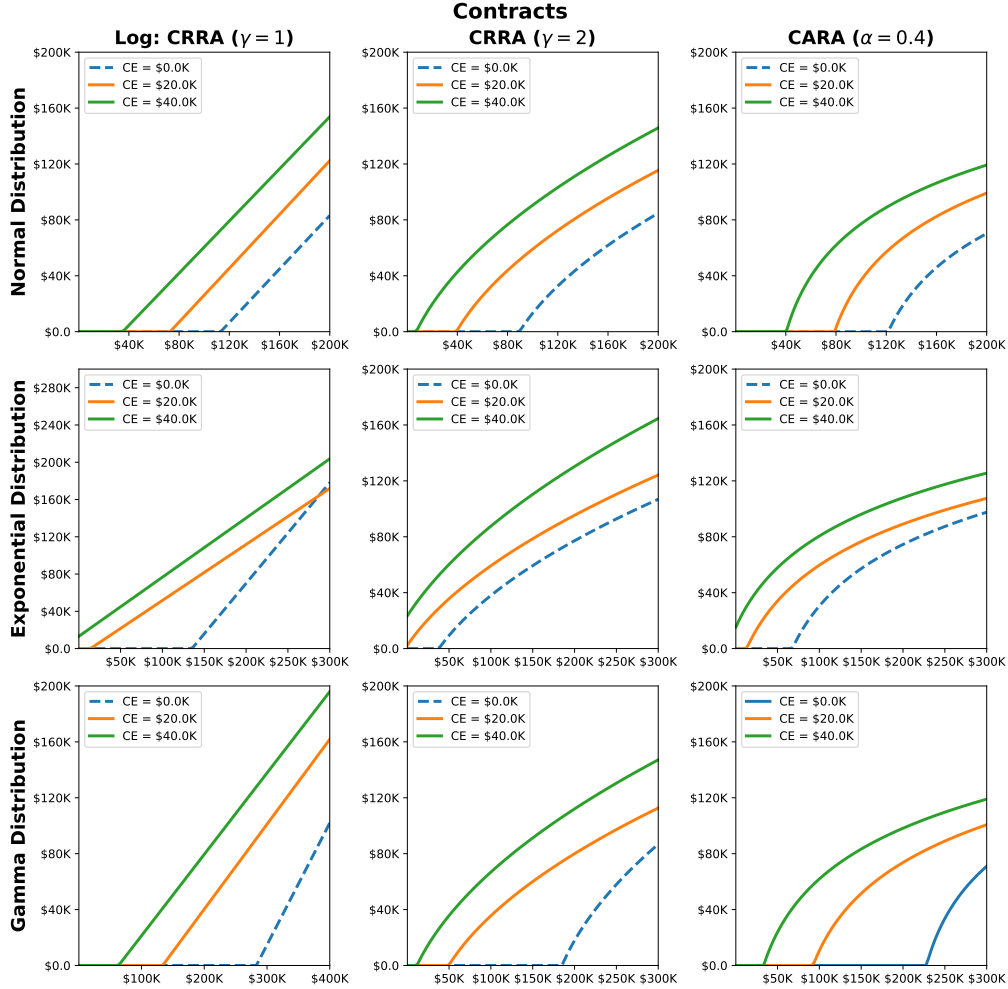 Contracts
Log: CRRA (γ = 1)
CRRA (γ = 2)
CARA (α = 0.4)
Normal Distribution
$200K
$160K
$120K
$80K
$40K
$0.0
CE = $0.0K
CE = $20.0K
CE = $40.0K
$40K $80K $120K $160K $200K
$200K
$160K
$120K
$80K
$40K
$0.0
CE = $0.0K
CE = $20.0K
CE = $40.0K
$40K $80K $120K $160K $200K
$200K
$160K
$120K
$80K
$40K
$0.0
CE = $0.0K
CE = $20.0K
CE = $40.0K
$40K $80K $120K $160K $200K
Exponential Distribution
$280K
$240K
$200K
$160K
$120K
$80K
$40K
$0.0
CE = $0.0K
CE = $20.0K
CE = $40.0K
$50K $100K $150K $200K $250K $300K
$200K
$160K
$120K
$80K
$40K
$0.0
CE = $0.0K
CE = $20.0K
CE = $40.0K
$50K $100K $150K $200K $250K $300K
$200K
$160K
$120K
$80K
$40K
$0.0
CE = $0.0K
CE = $20.0K
CE = $40.0K
$50K $100K $150K $200K $250K $300K
Gamma Distribution
$200K
$160K
$120K
$80K
$40K
$0.0
CE = $0.0K
CE = $20.0K
CE = $40.0K
$100K $200K $300K $400K
$200K
$160K
$120K
$80K
$40K
$0.0
CE = $0.0K
CE = $20.0K
CE = $40.0K
$50K $100K $150K $200K $250K $300K
$200K
$160K
$120K
$80K
$40K
$0.0
CE = $0.0K
CE = $20.0K
CE = $40.0K
$50K $100K $150K $200K $250K $300K